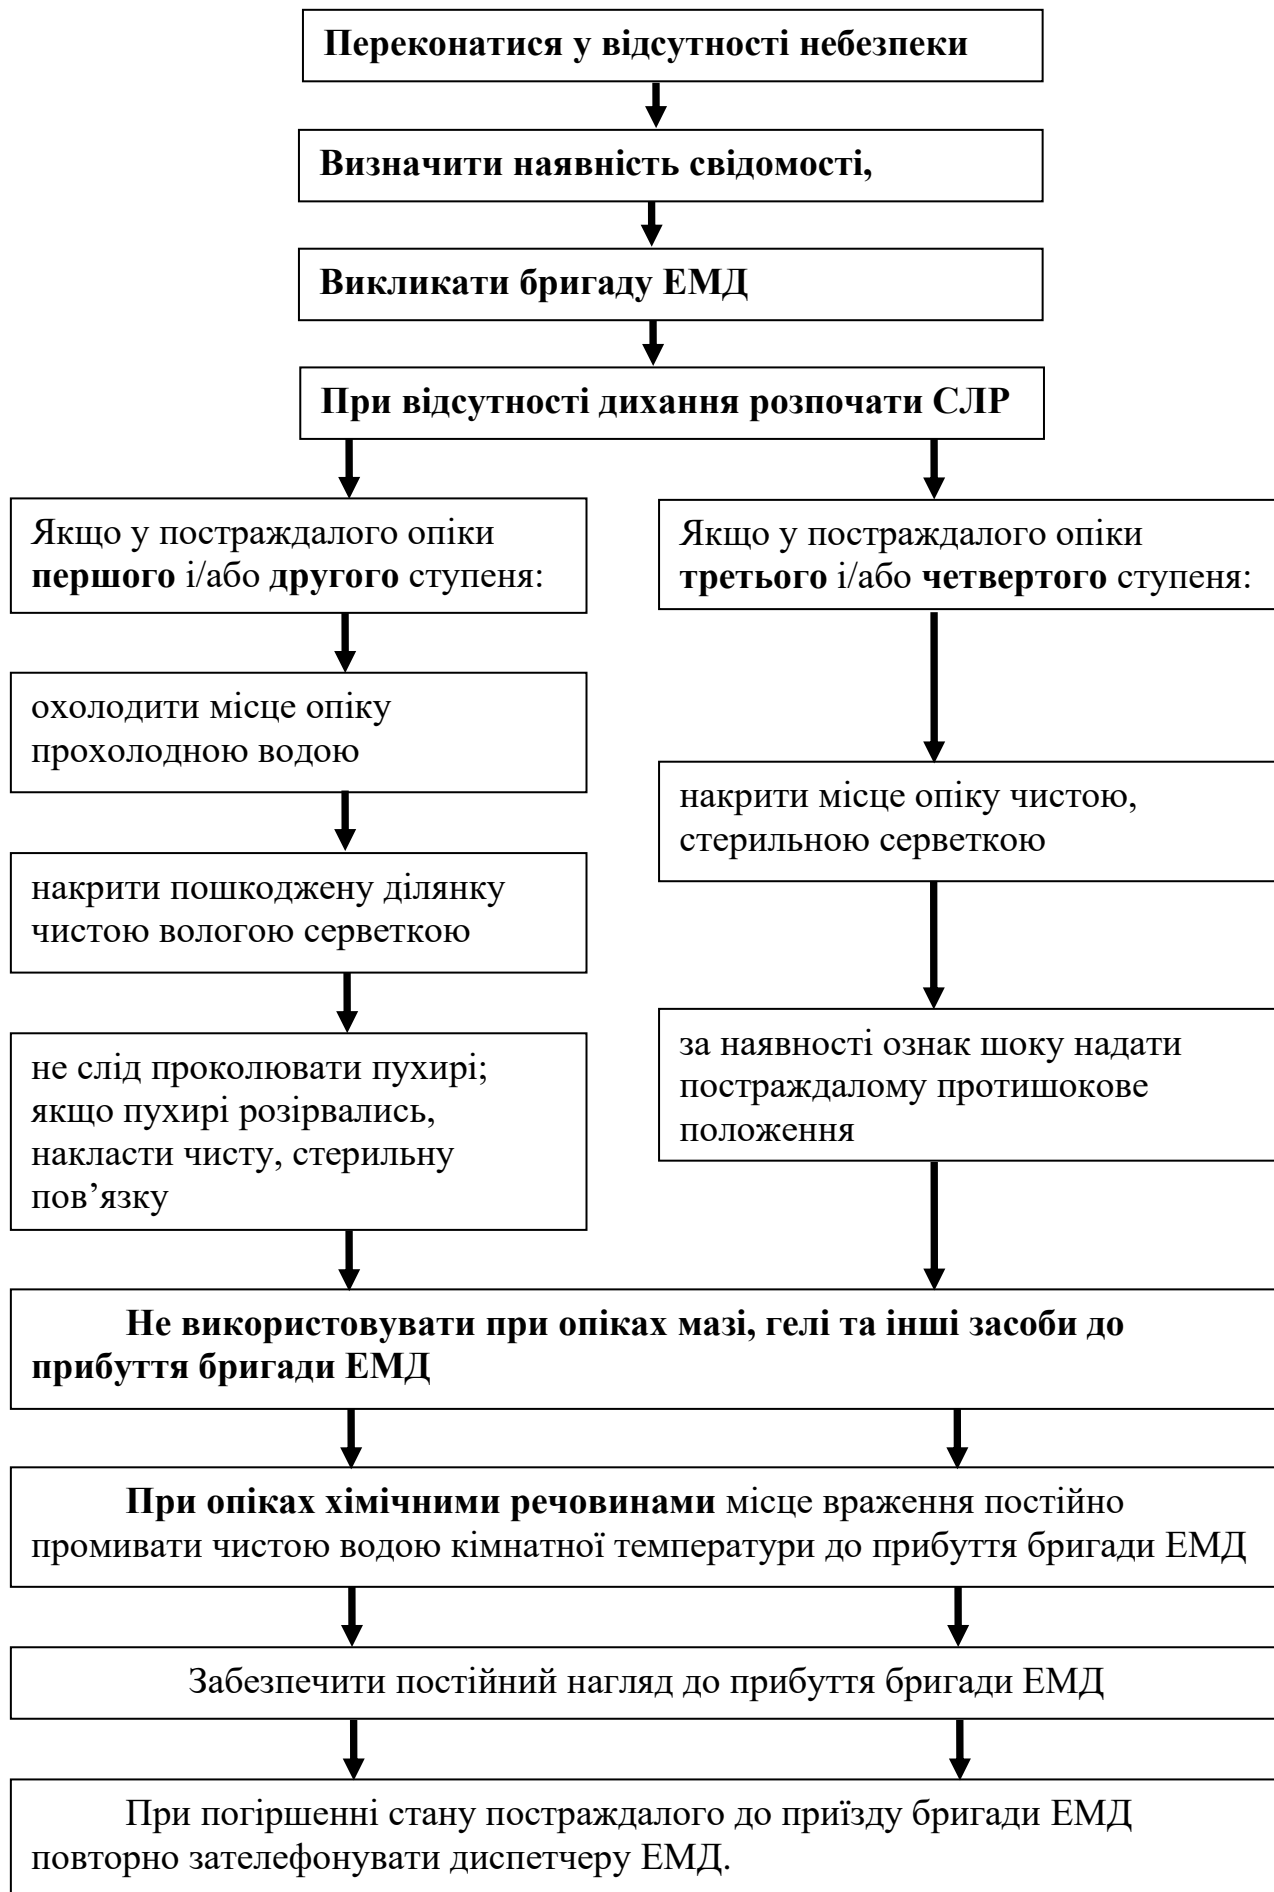 Переконатися у відсутності небезпеки
Визначити наявність свідомості,
Викликати бригаду ЕМД
При відсутності дихання розпочати СЛР
Якщо у постраждалого опіки
першого і/або другого ступеня:
охолодити місце опіку
прохолодною водою
накрити пошкоджену ділянку
чистою вологою серветкою
не слід проколювати пухирі;
якщо пухирі розірвались,
накласти чисту, стерильну
пов’язку
Якщо у постраждалого опіки
третього і/або четвертого ступеня:
накрити місце опіку чистою,
стерильною серветкою
за наявності ознак шоку надати
постраждалому протишокове
положення
Не використовувати при опіках мазі, гелі та інші засоби до
прибуття бригади ЕМД
При опіках хімічними речовинами місце враження постійно
промивати чистою водою кімнатної температури до прибуття бригади ЕМД
Забезпечити постійний нагляд до прибуття бригади ЕМД
При погіршенні стану постраждалого до приїзду бригади ЕМД
повторно зателефонувати диспетчеру ЕМД.